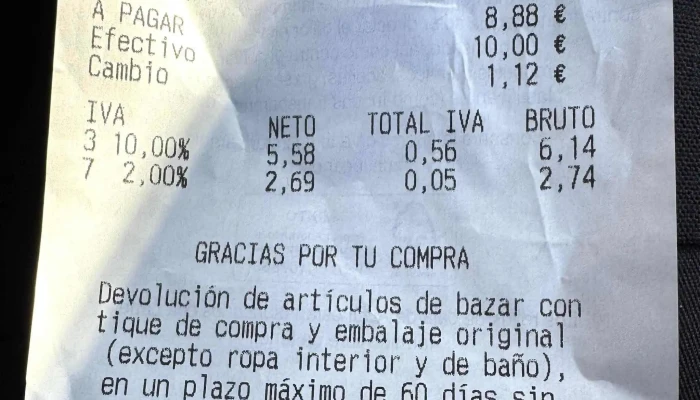 A PAGAR 8,88 €
Efectivo 10,00 €
Cambio 1,12 €
IVA NETO TOTAL IVA BRUTO
3 10,00% 5,58 0,56 6,14
7 2,00% 2,69 0,05 2,74
GRACIAS POR TU COMPRA
Devolución de artículos de bazar con
tique de compra y embalaje original
(excepto ropa interior y de baño),
en un plazo máximo de 60 días sin